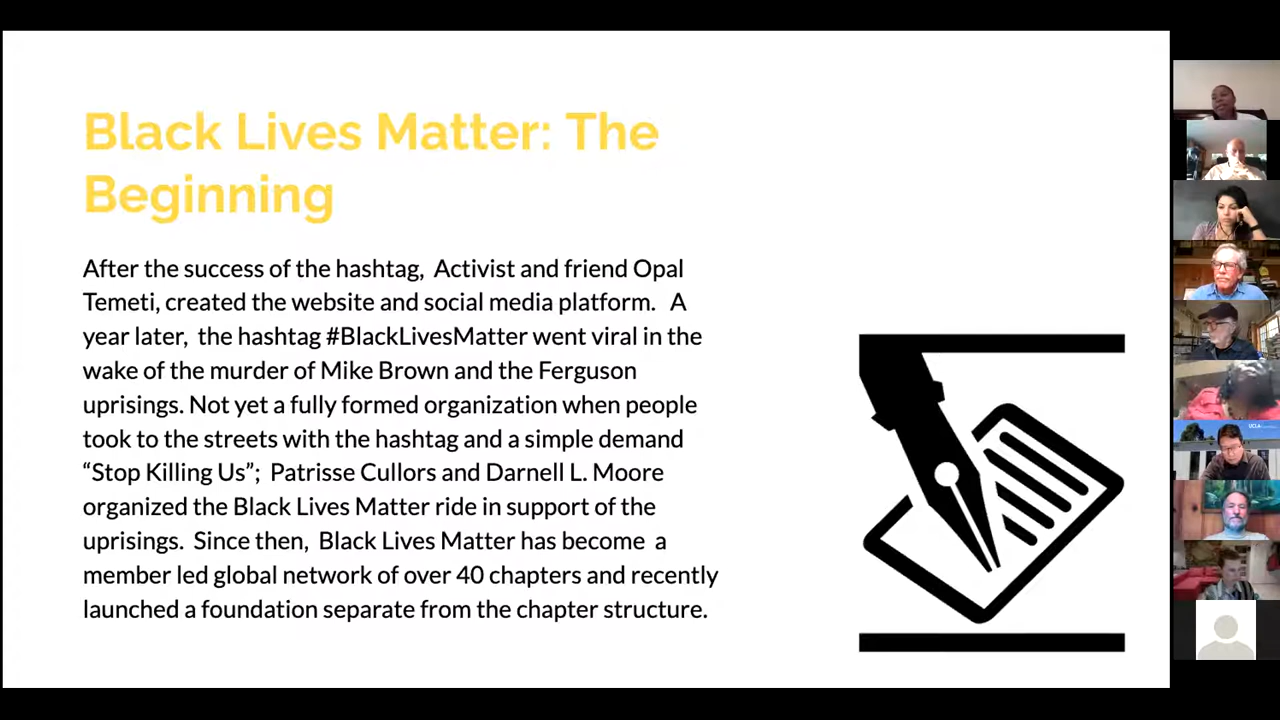 Black Lives Matter: The
Beginning
After the success of the hashtag, Activist and friend Opal
Temeti, created the website and social media platform. A
year later, the hashtag #BlackLivesMatter went viral in the
wake of the murder of Mike Brown and the Ferguson
uprisings. Not yet a fully formed organization when people
took to the streets with the hashtag and a simple demand
“Stop Killing Us”; Patrisse Cullors and Darnell L. Moore
organized the Black Lives Matter ride in support of the
uprisings. Since then, Black Lives Matter has become a
member led global network of over 40 chapters and recently
launched a foundation separate from the chapter structure.
UCLA